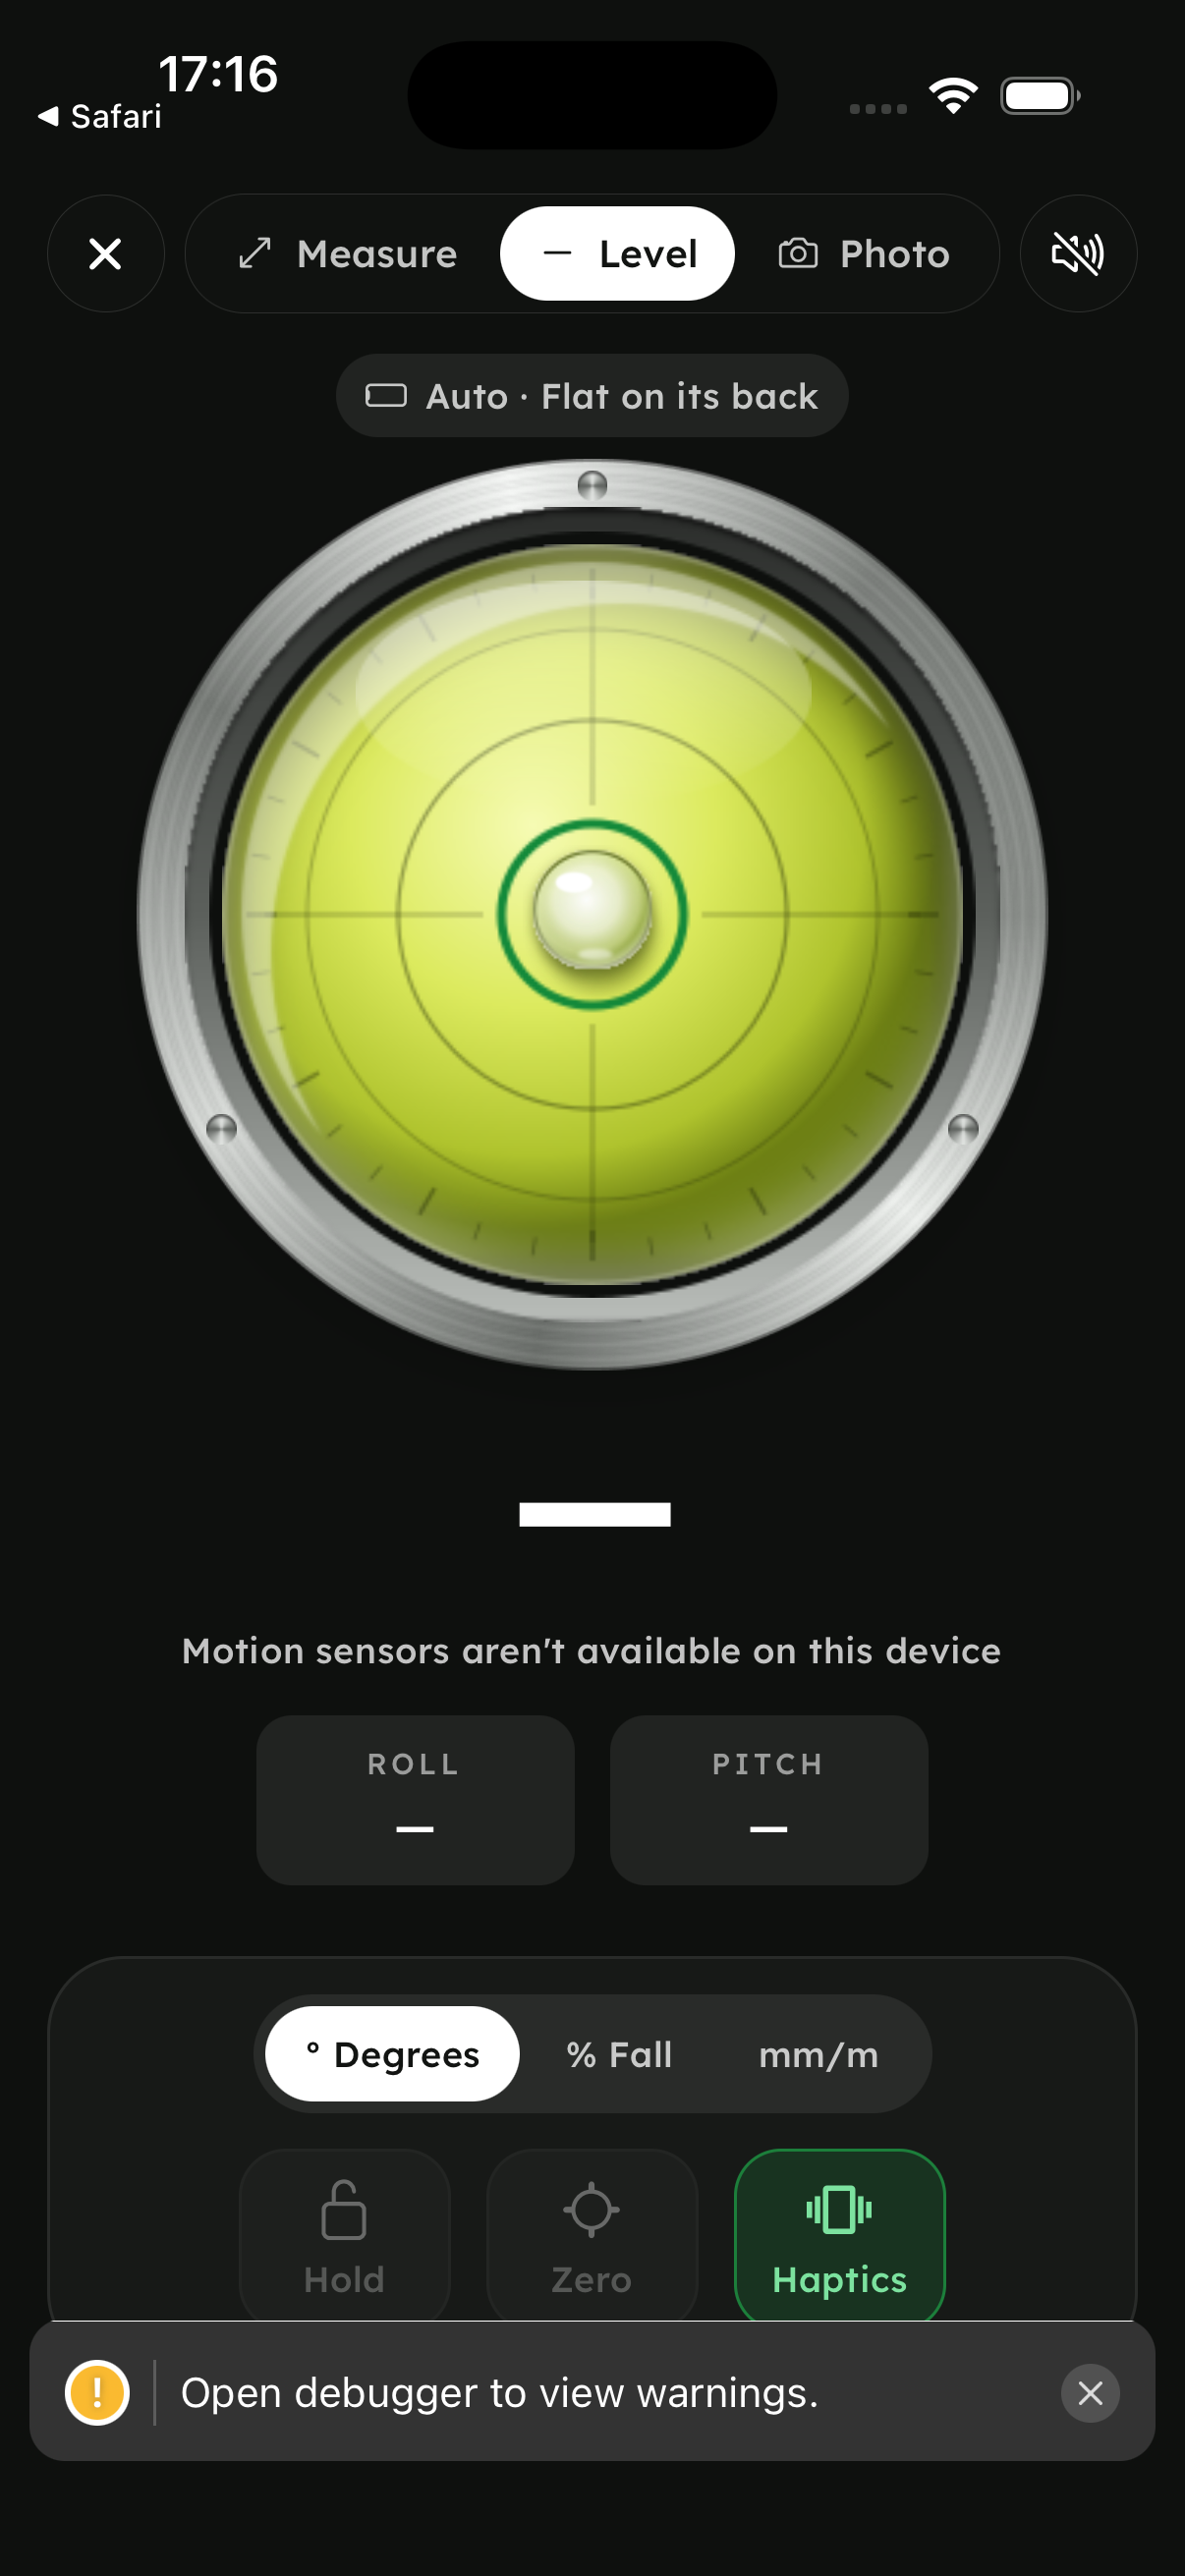 17:16
◀ Safari
Measure
Level
Photo
Auto · Flat on its back
—
Motion sensors aren't available on this device
ROLL
PITCH
—
—
° Degrees
% Fall
mm/m
Hold
Zero
Haptics
! Open debugger to view warnings.